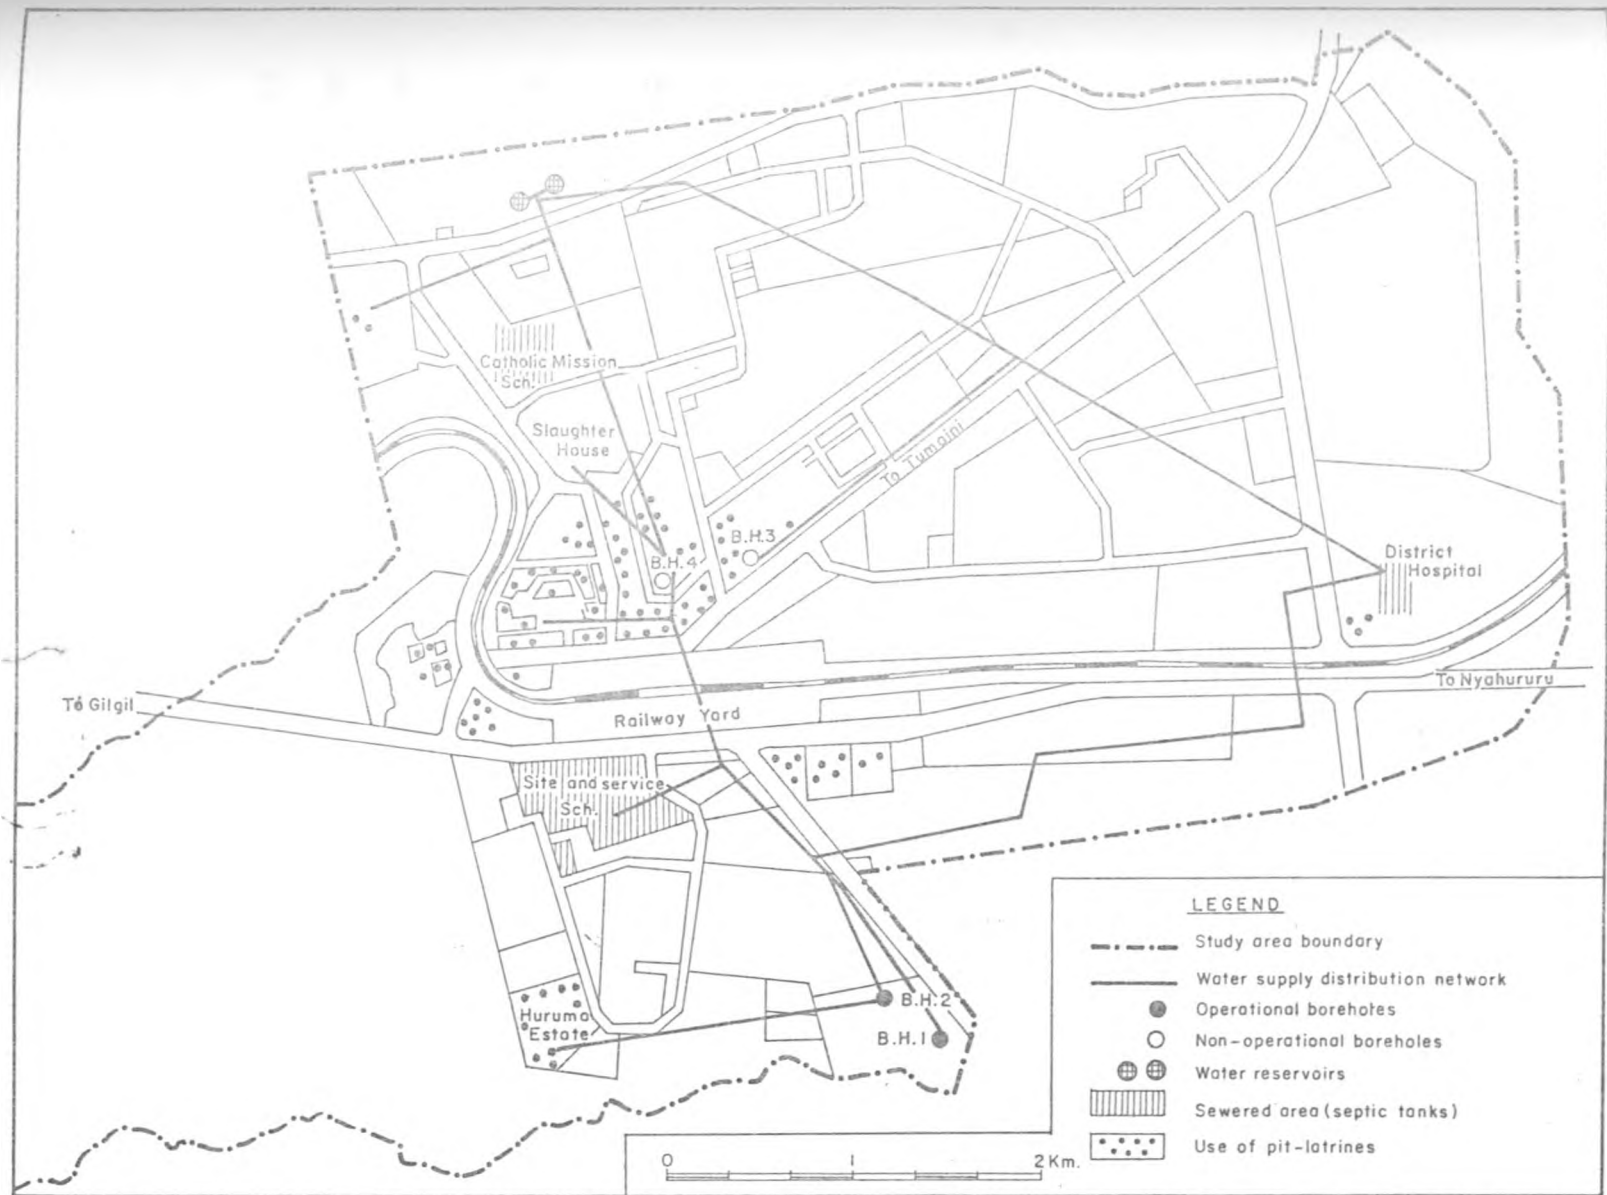 Catholic Mission
Sch.
Slaughter
House
To Tumaini
B.H.3
B.H.4
District
Hospital
To Gilgil
To Nyahururu
Railway Yard
Site and service
Sch.
Huruma
Estate
B.H.2
B.H.1
LEGEND
Study area boundary
Water supply distribution network
Operational boreholes
Non-operational boreholes
Water reservoirs
Sewered area (septic tanks)
Use of pit-latrines
0 1 2 Km.